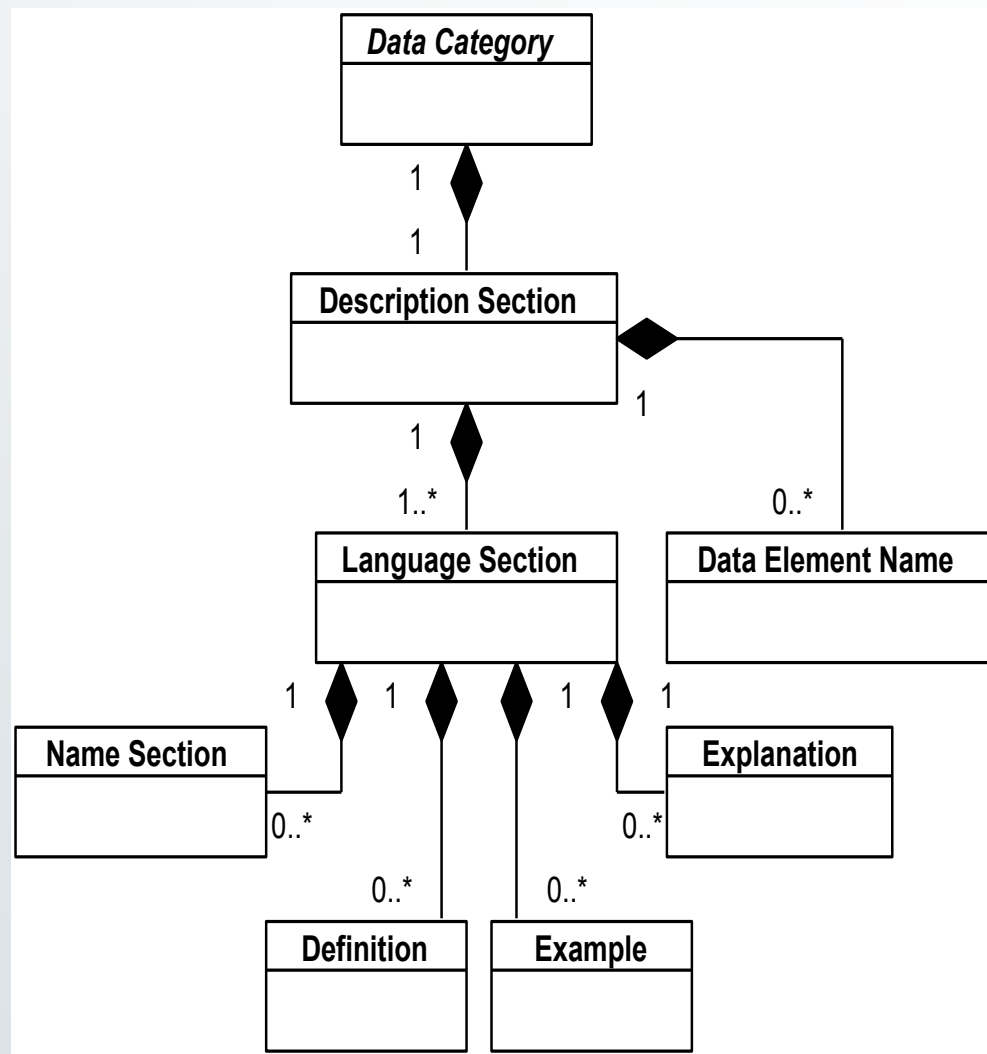 Data Category
1
1
Description Section
1
1
1..*
0..*
Language Section
Data Element Name
1
1
1
1
Name Section
Explanation
0..*
0..*
0..*
0..*
Definition
Example